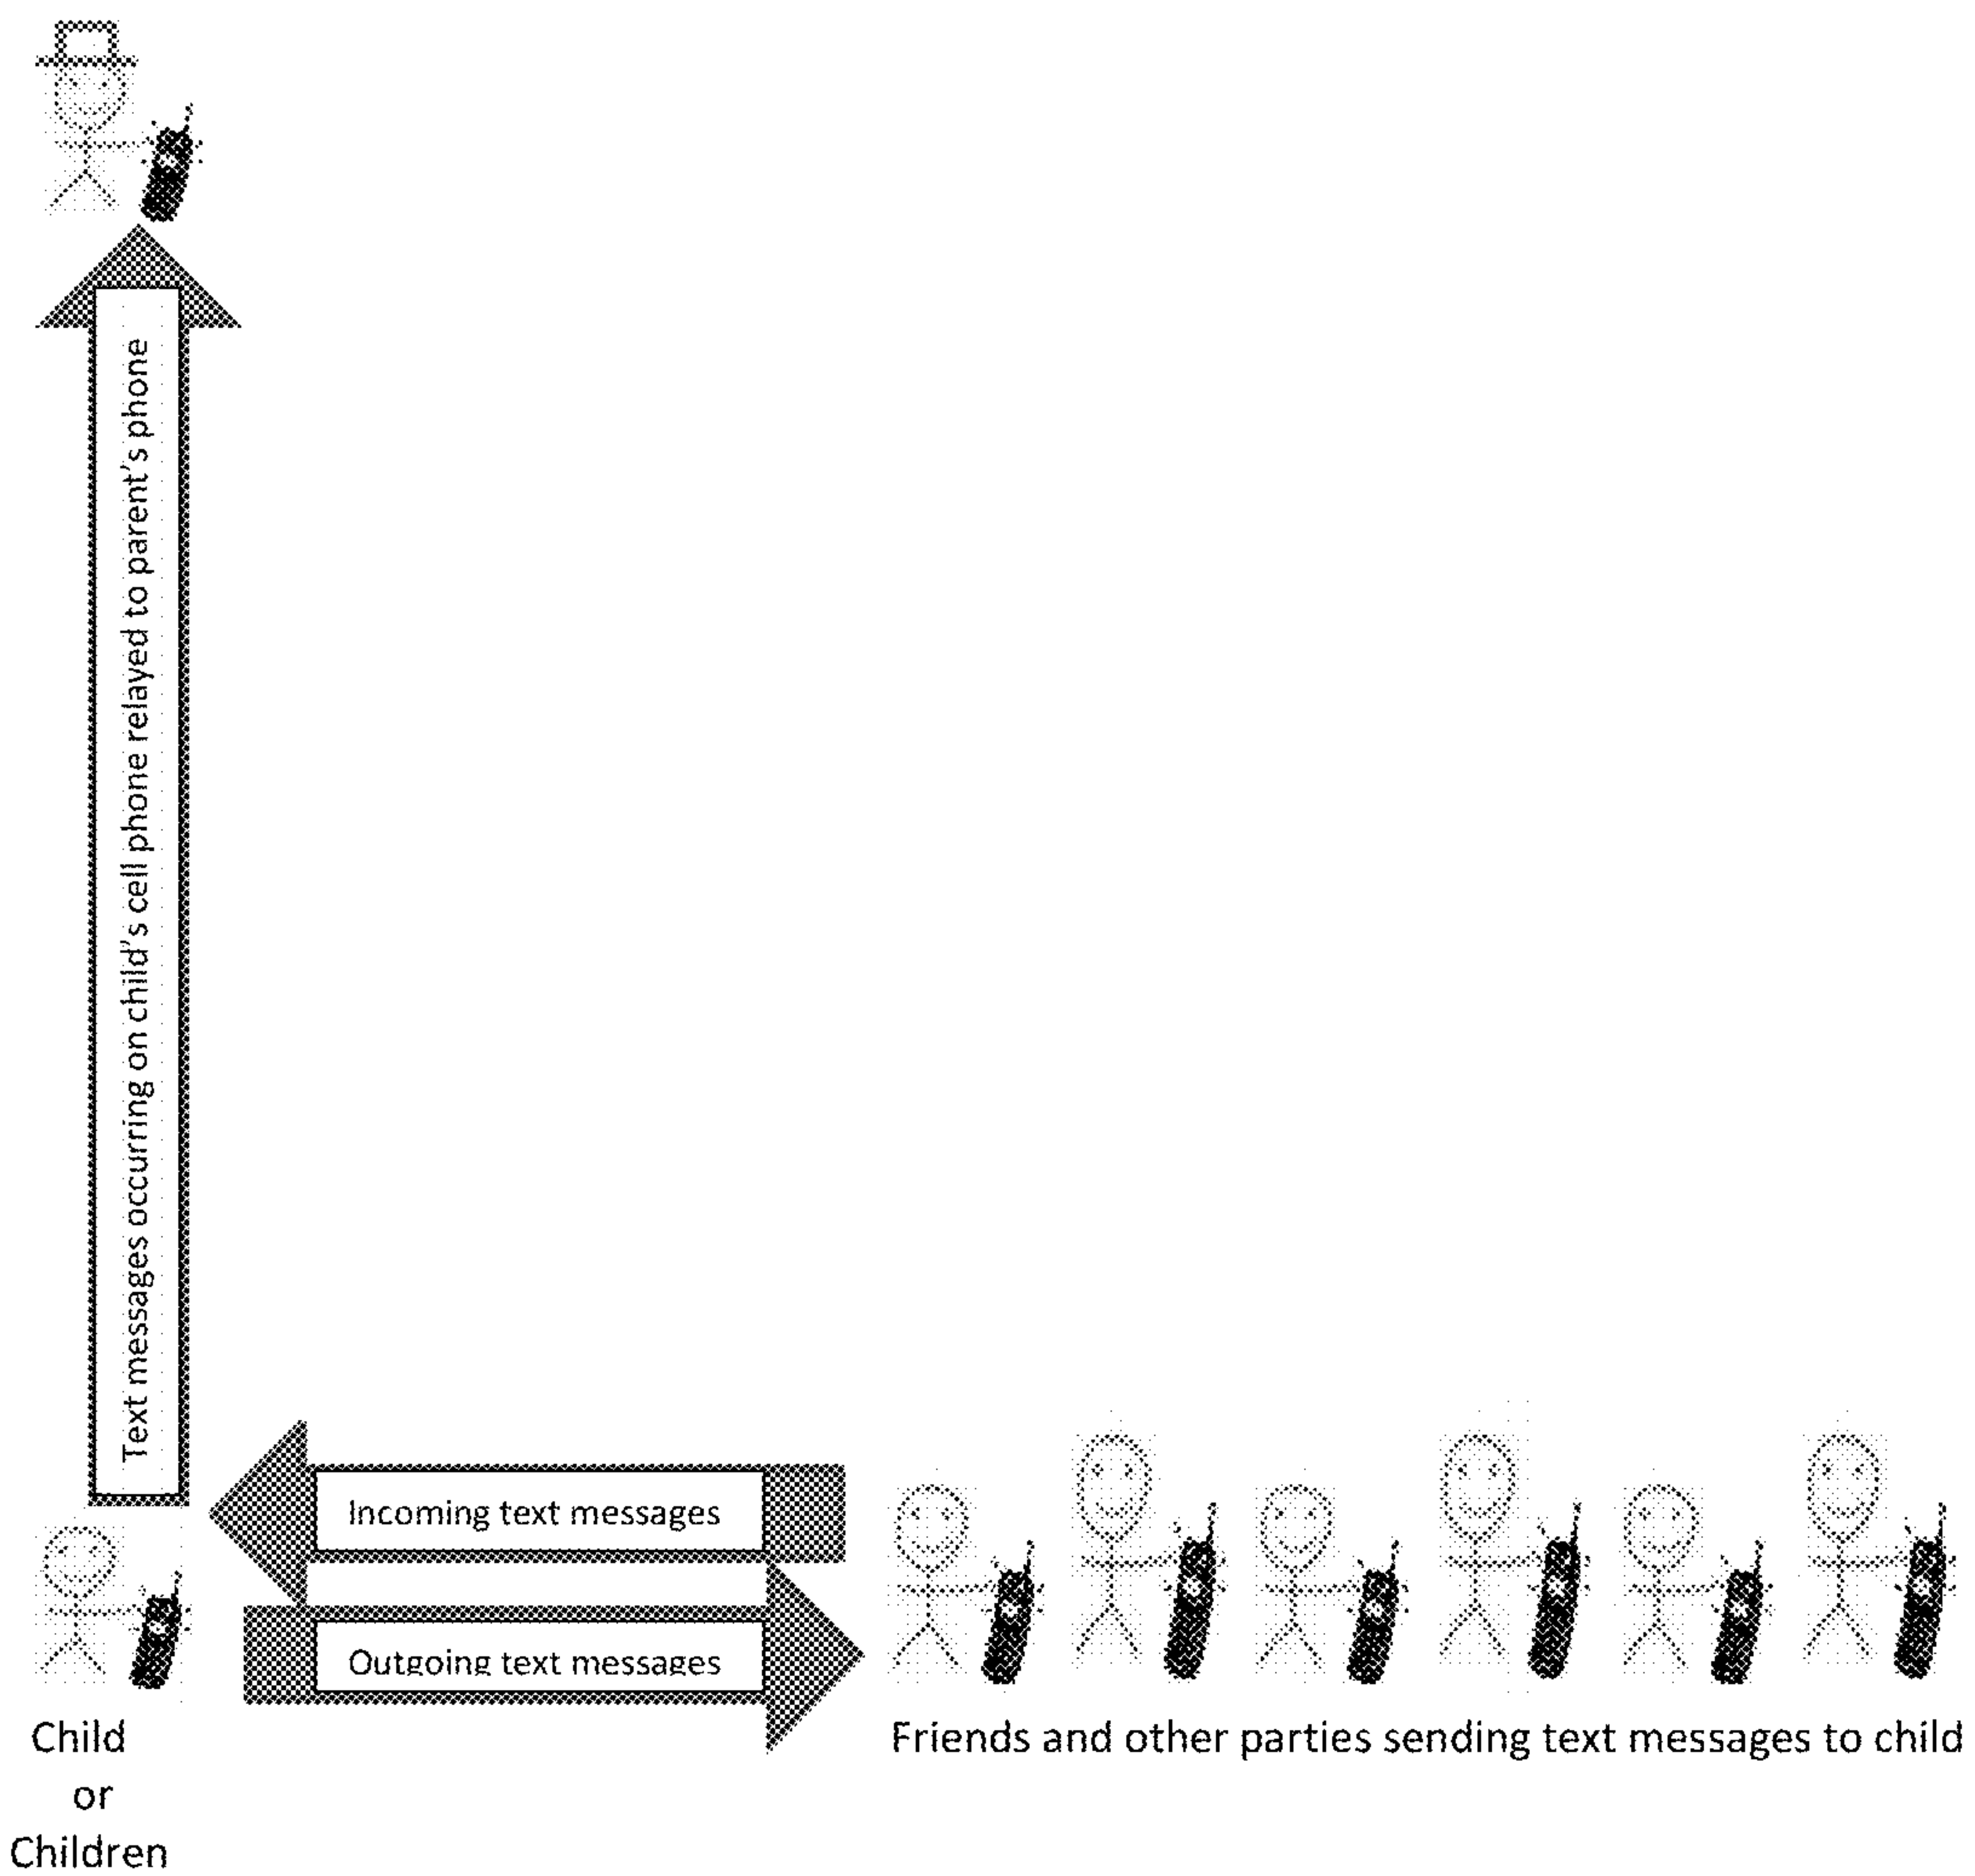 Text messages occurring on child's cell phone relayed to parent's phone
Incoming text messages
Outgoing text messages
Child
or
Children
Friends and other parties sending text messages to child